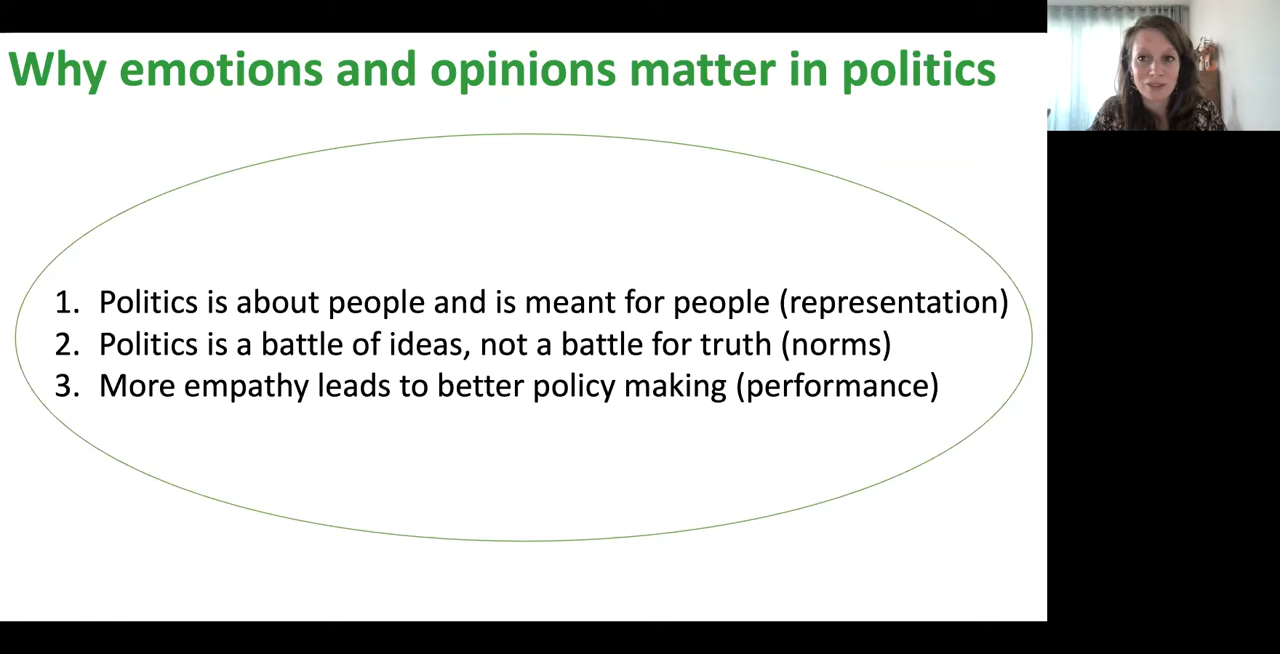 Why emotions and opinions matter in politics
1. Politics is about people and is meant for people (representation)
2. Politics is a battle of ideas, not a battle for truth (norms)
3. More empathy leads to better policy making (performance)